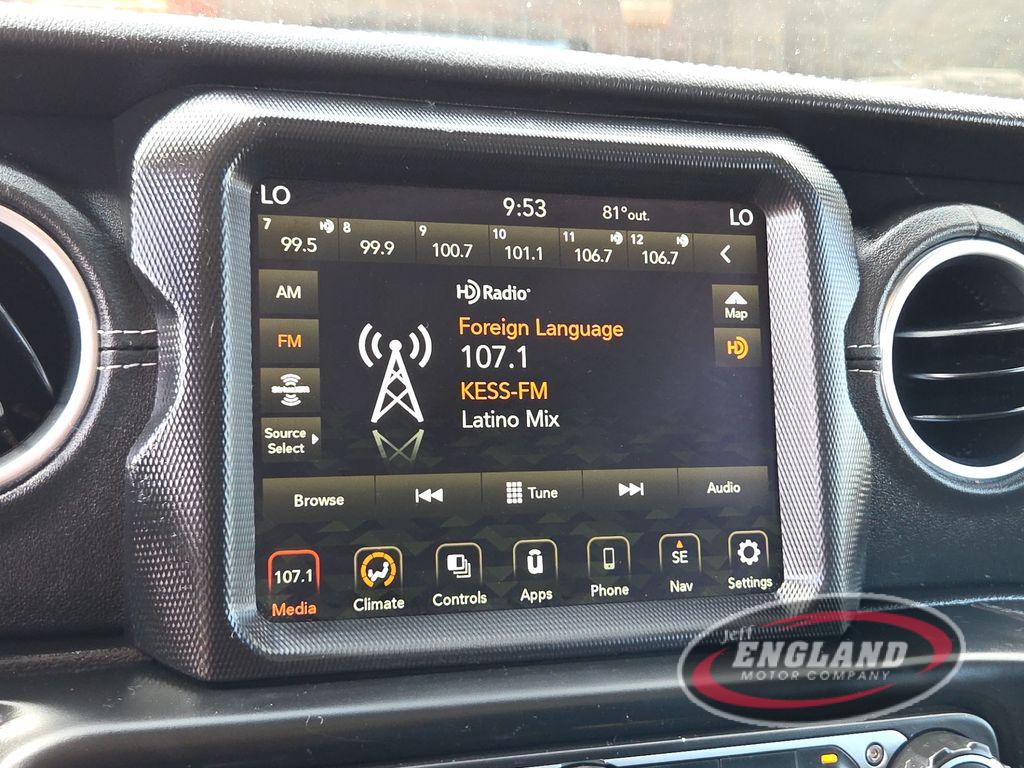 LO 9:53 81°out. LO
7 8 9 10 11 12
99.5 99.9 100.7 101.1 106.7 106.7
AM
FM
SIRIUSXM
Source
Select
HD Radio
Foreign Language
107.1
KESS-FM
Latino Mix
Map
HD
Browse Tune Audio
107.1 SE
Media Climate Controls Apps Phone Nav Settings
Jeff
ENGLAND
MOTOR COMPANY